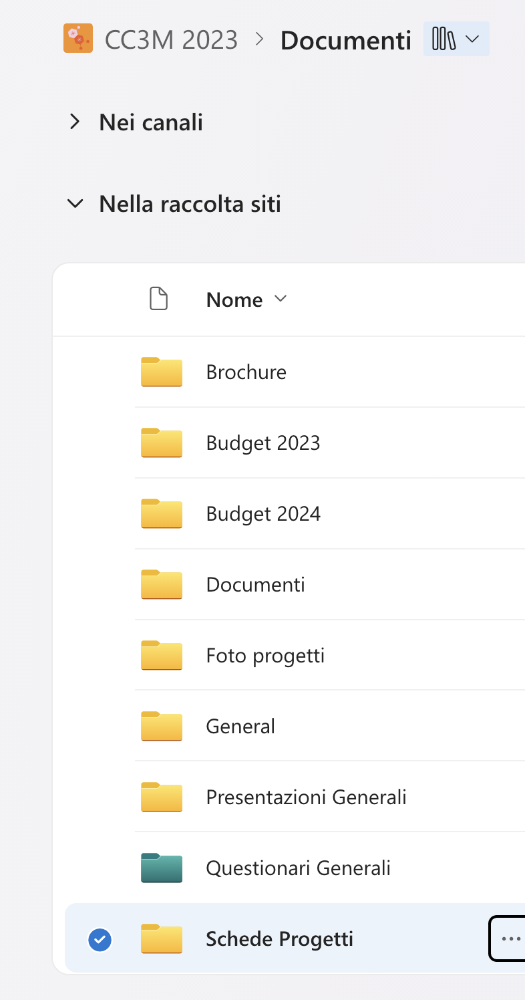 CC3M 2023 > Documenti
Nei canali
Nella raccolta siti
Nome
Brochure
Budget 2023
Budget 2024
Documenti
Foto progetti
General
Presentazioni Generali
Questionari Generali
Schede Progetti